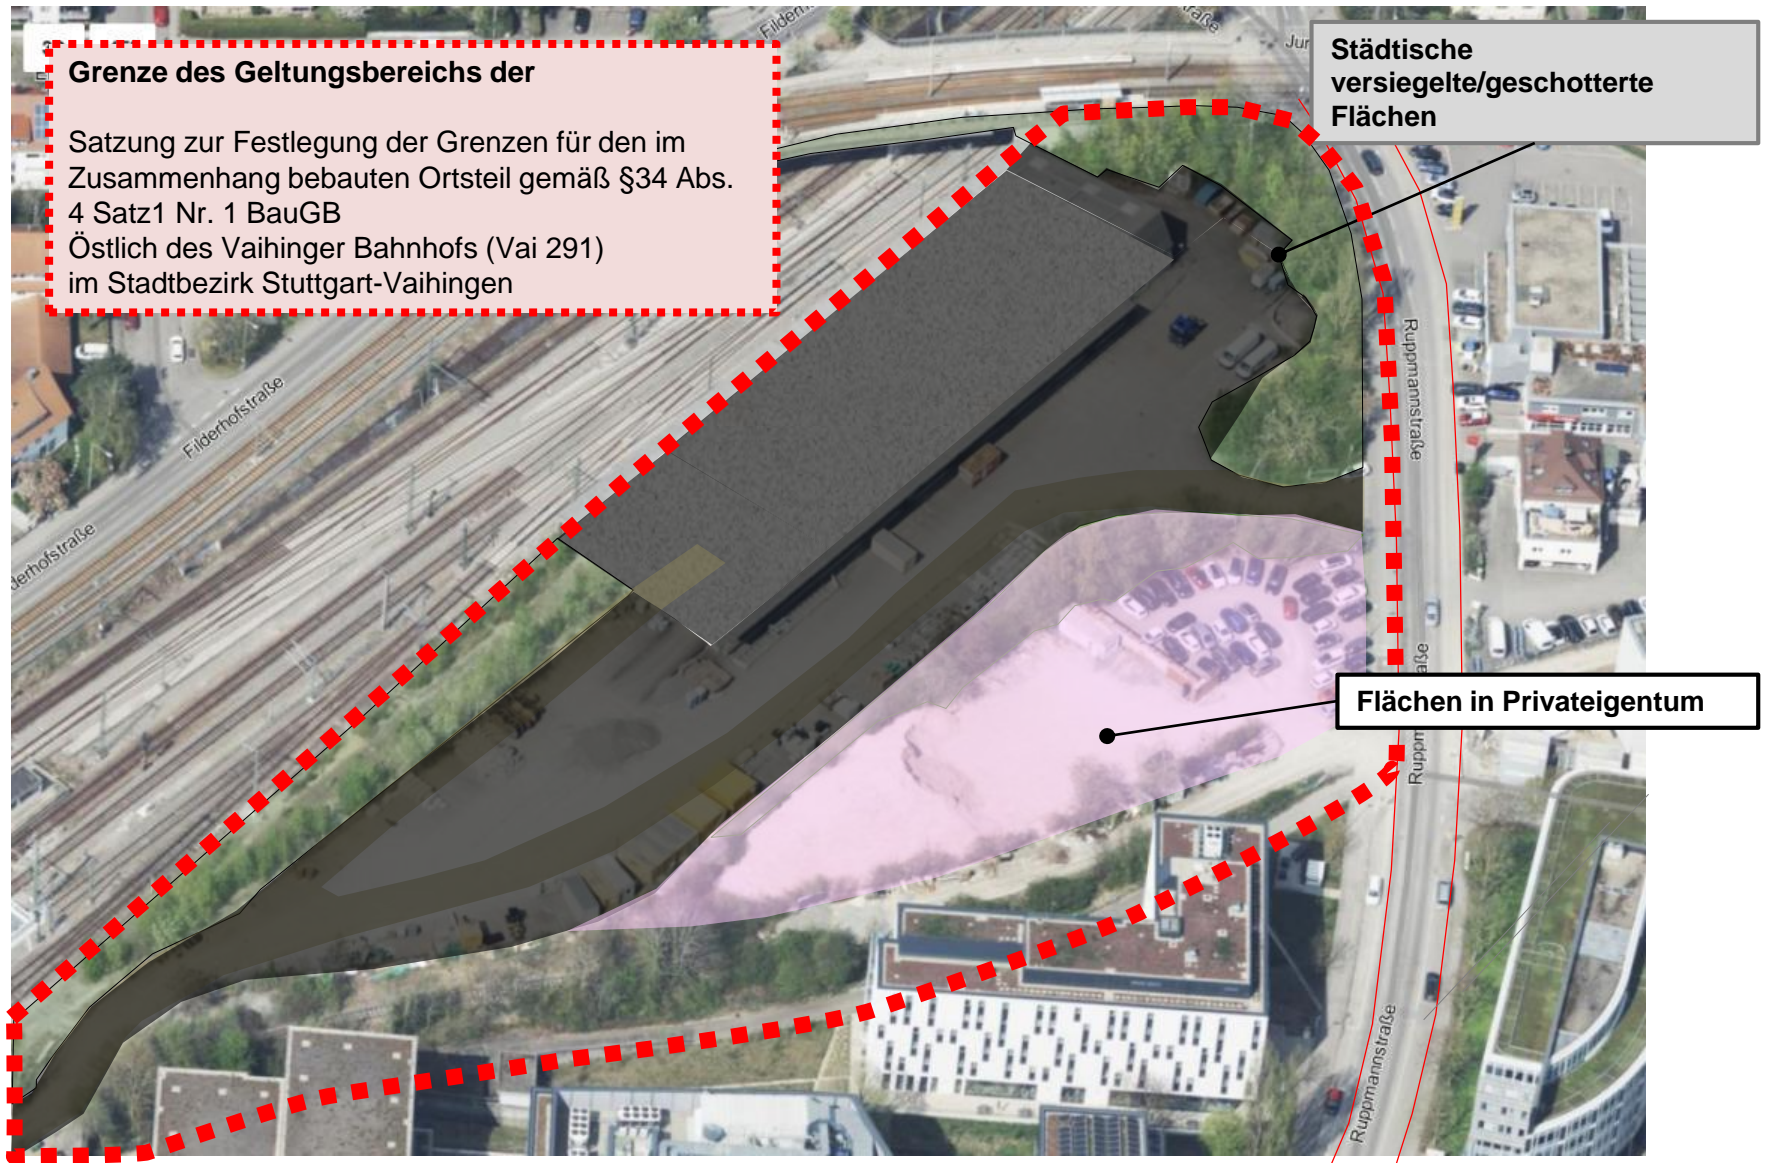 Grenze des Geltungsbereichs der
Satzung zur Festlegung der Grenzen für den im
Zusammenhang bebauten Ortsteil gemäß §34 Abs.
4 Satz1 Nr. 1 BauGB
Östlich des Vaihinger Bahnhofs (Vai 291)
im Stadtbezirk Stuttgart-Vaihingen
Städtische
versiegelte/geschotterte
Flächen
Filderhofstraße
derhofstraße
Ruppmannstraße
Flächen in Privateigentum
Ruppmannstraße